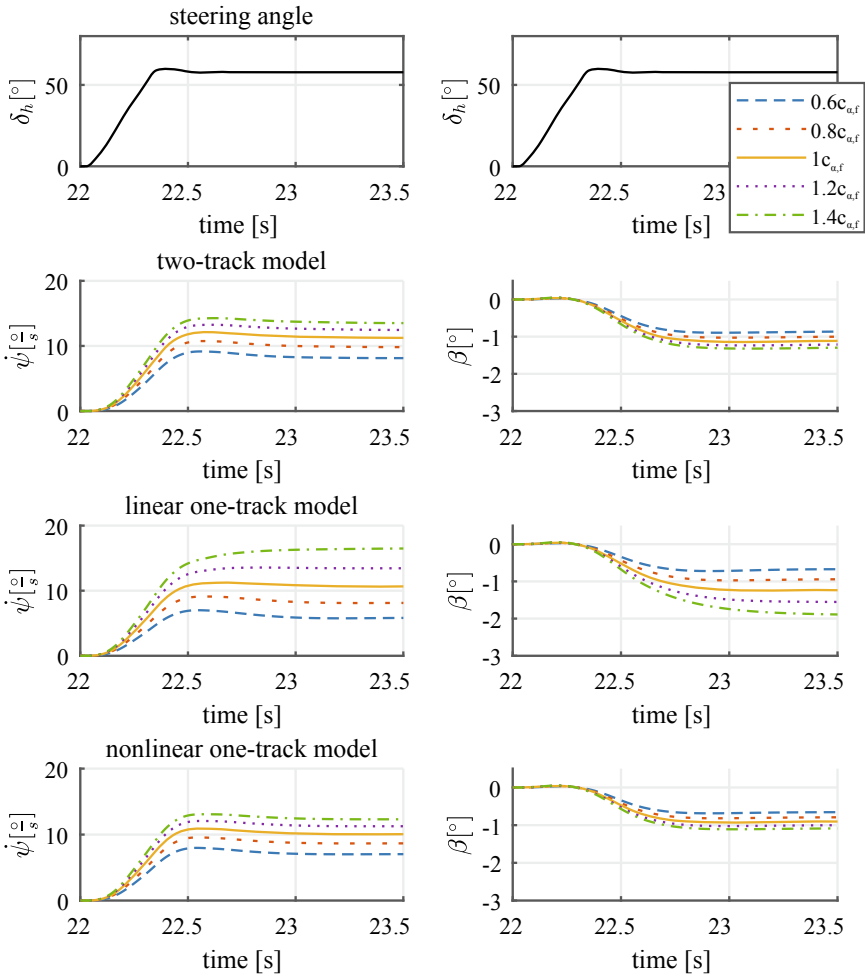 steering angle
δₕ[°]
50
0
22
22.5
23
23.5
time [s]
δₕ[°]
50
0
22
22.5
23
23.5
time [s]
0.6c_α,f
0.8c_α,f
1c_α,f
1.2c_α,f
1.4c_α,f
two-track model
ψ̇[°/s]
20
10
0
22
22.5
23
23.5
time [s]
β[°]
0
-1
-2
-3
22
22.5
23
23.5
time [s]
linear one-track model
ψ̇[°/s]
20
10
0
22
22.5
23
23.5
time [s]
β[°]
0
-1
-2
-3
22
22.5
23
23.5
time [s]
nonlinear one-track model
ψ̇[°/s]
20
10
0
22
22.5
23
23.5
time [s]
β[°]
0
-1
-2
-3
22
22.5
23
23.5
time [s]